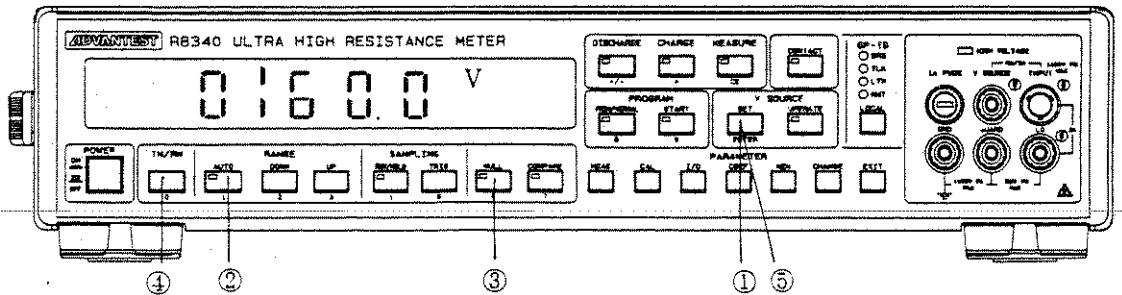 ADVANTEST R8340 ULTRA HIGH RESISTANCE METER
0160.0 V
DISCHARGE CHARGE MEASURE
CONTACT
GP-IB
SRQ
TLK
LTN
RMT
LOCAL
PROGRAM
START
V SOURCE
SET
OPERATE
ENTER
HIGH VOLTAGE
V SOURCE INPUT
GND GUARD LO
POWER
ON
OFF
RANGE
AUTO DOWN UP
SAMPLING
TRIG
NULL COMPARE
PARAMETER
MEAS CAL I/O MEM CHANGE EXIT
④ ② ③ ① ⑤